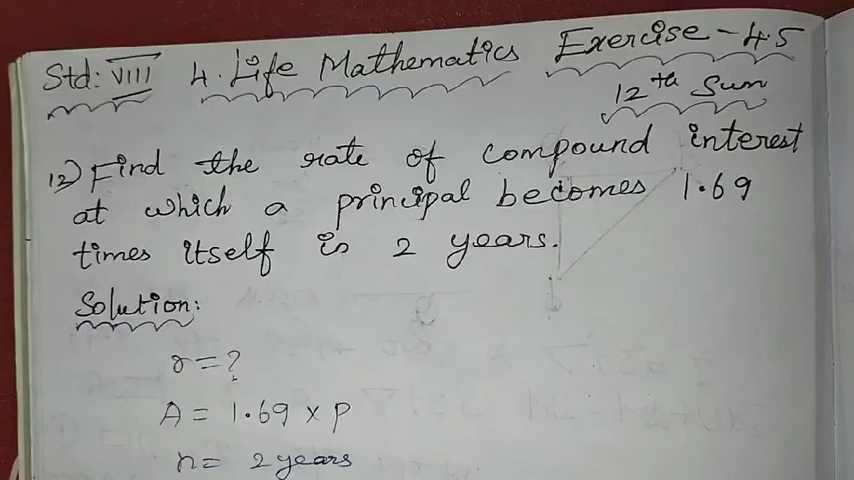 Std: VIII 4. Life Mathematics Exercise - 4.5
12th Sum
12) Find the rate of compound interest
at which a principal becomes 1.69
times itself is 2 years.
Solution:
r = ?
A = 1.69 × P
n = 2 years